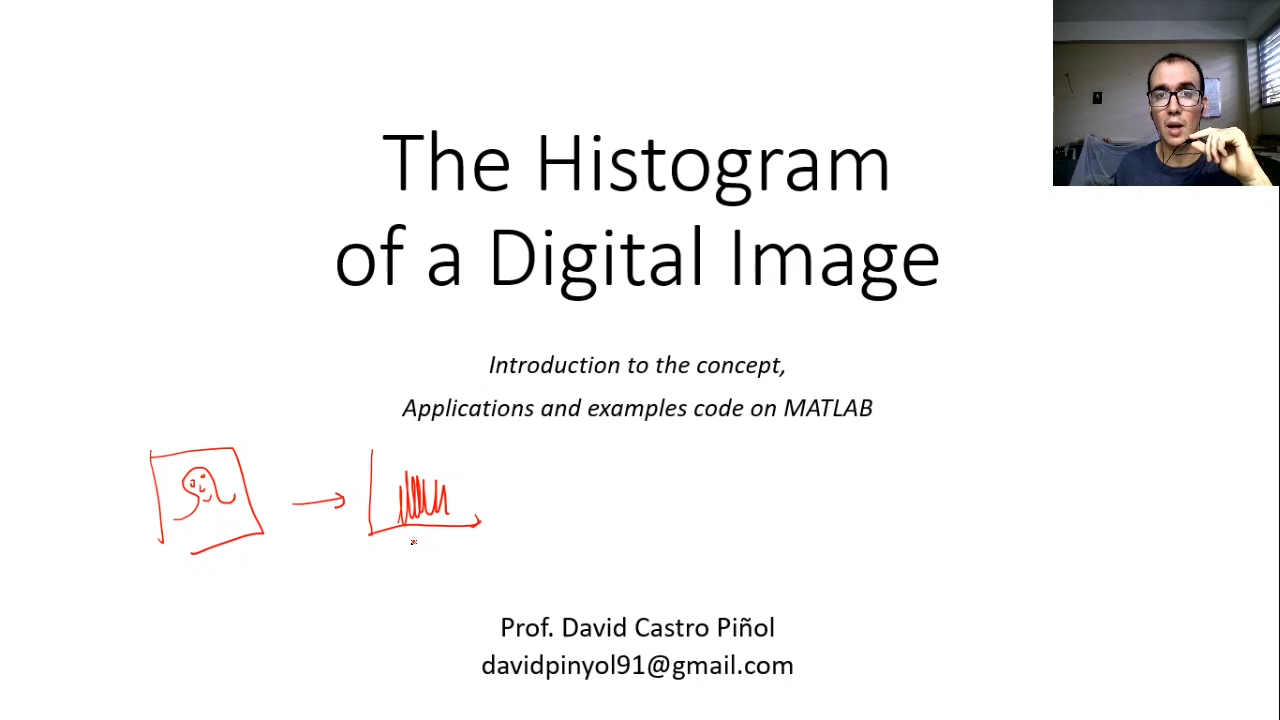 The Histogram
of a Digital Image
Introduction to the concept,
Applications and examples code on MATLAB
Prof. David Castro Piñol
davidpinyol91@gmail.com